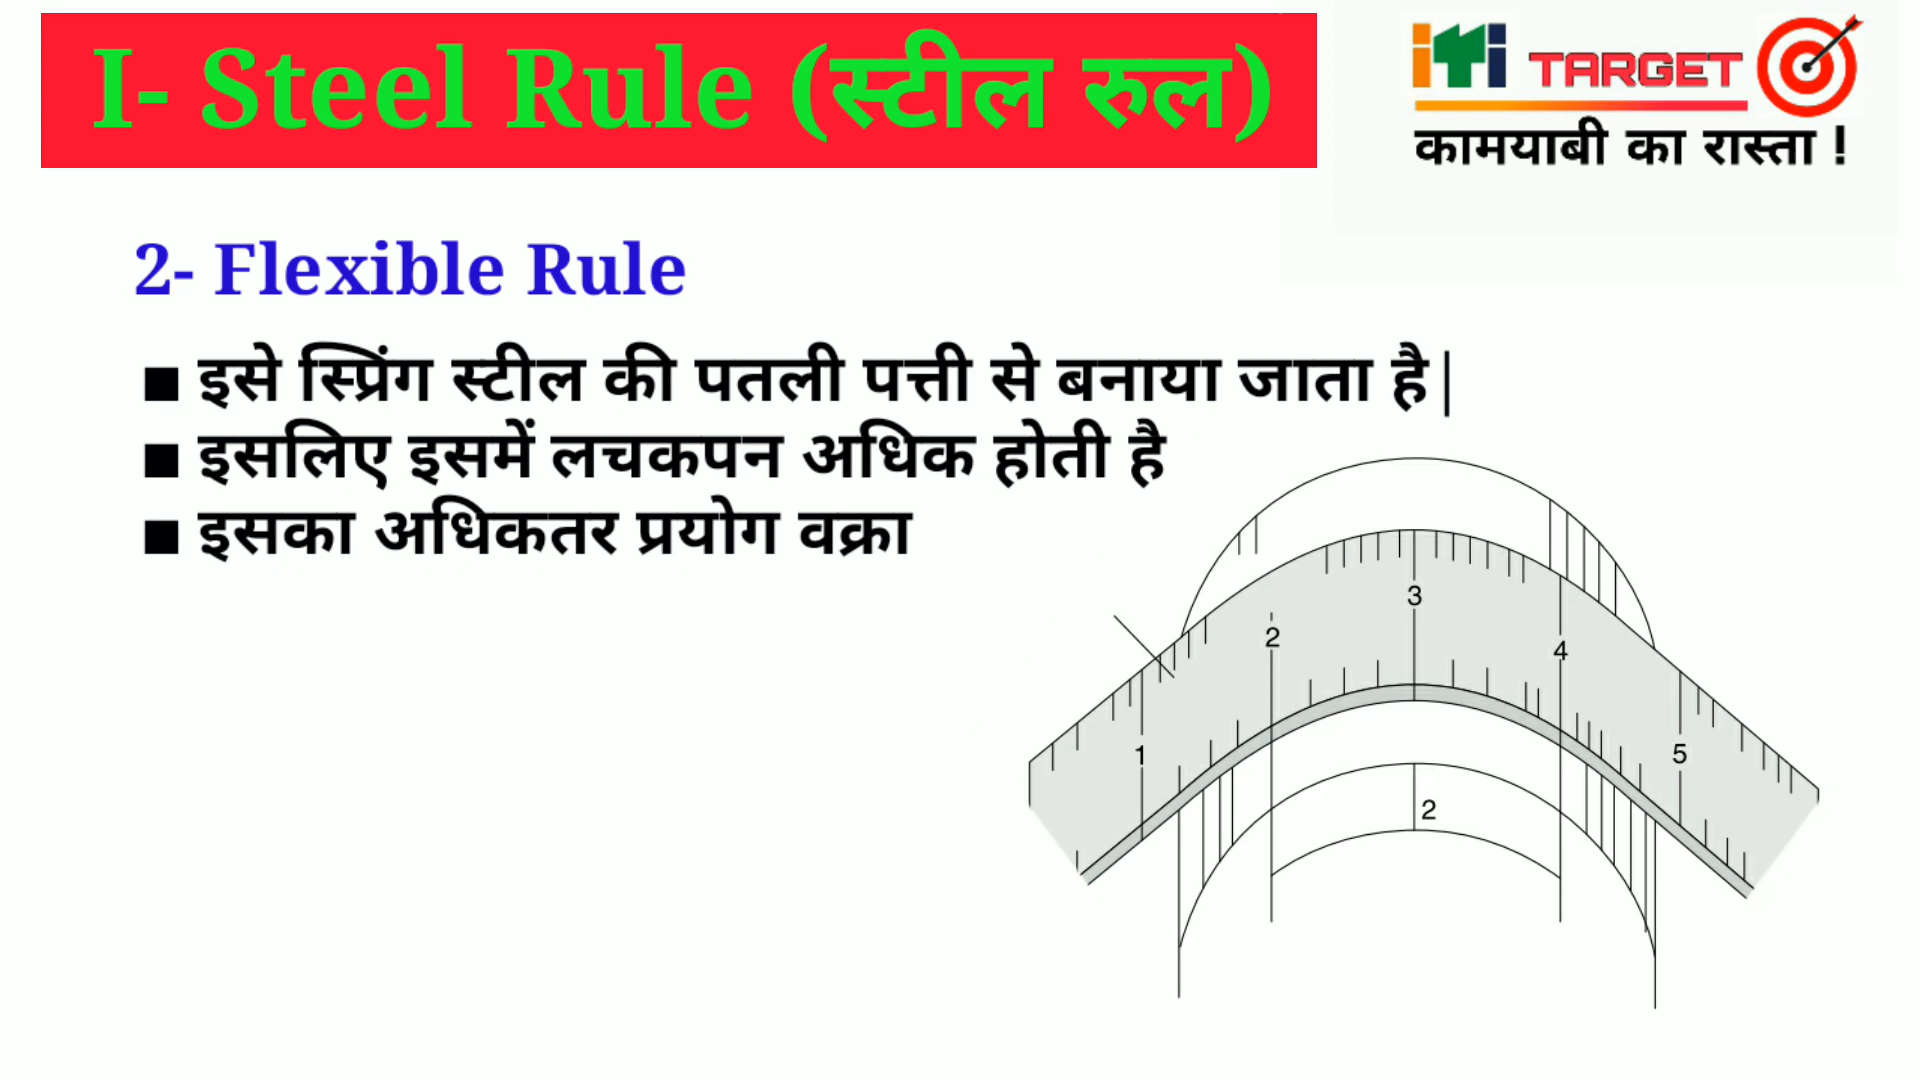 I- Steel Rule (स्टील रुल)
iTi TARGET
कामयाबी का रास्ता !
2- Flexible Rule
▪ इसे स्प्रिंग स्टील की पतली पत्ती से बनाया जाता है|
▪ इसलिए इसमें लचकपन अधिक होती है
▪ इसका अधिकतर प्रयोग वक्रा
3
2
4
1
5
2